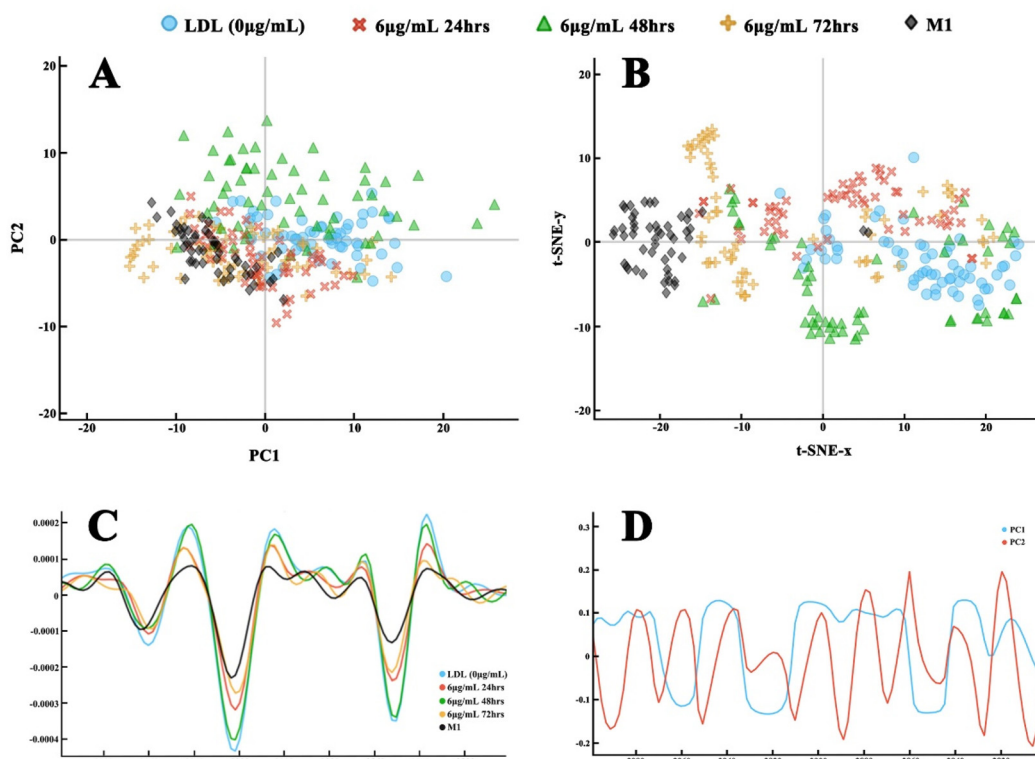 LDL (0µg/mL) 6µg/mL 24hrs 6µg/mL 48hrs 6µg/mL 72hrs M1
A
20
10
0
-10
-20
PC2
-20 -10 0 10 20
PC1
B
20
10
0
-10
-20
t-SNE-y
-20 -10 0 10 20
t-SNE-x
C
0.0002
0.0001
0
-0.0001
-0.0002
-0.0003
-0.0004
LDL (0µg/mL)
6µg/mL 24hrs
6µg/mL 48hrs
6µg/mL 72hrs
M1
D
0.3
0.2
0.1
0
-0.1
-0.2
PC1
PC2